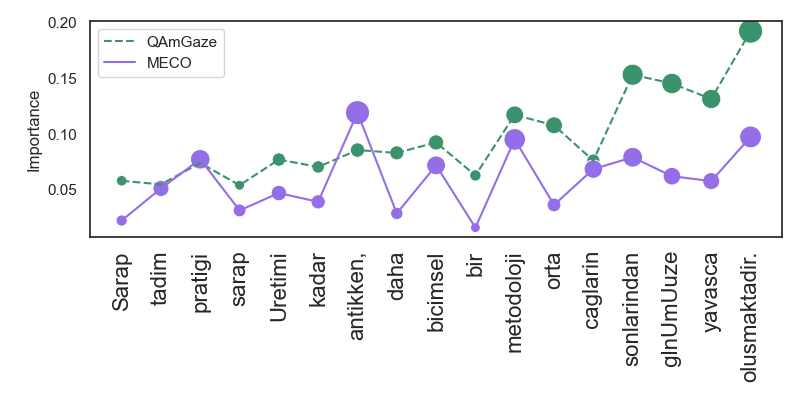 0.20
QAmGaze
MECO
0.15
0.10
0.05
Importance
Sarap
tadim
pratigi
sarap
Uretimi
kadar
antikken,
daha
bicimsel
bir
metodoloji
orta
caglarin
sonlarindan
gInUmUuze
yavasca
olusmaktadir.